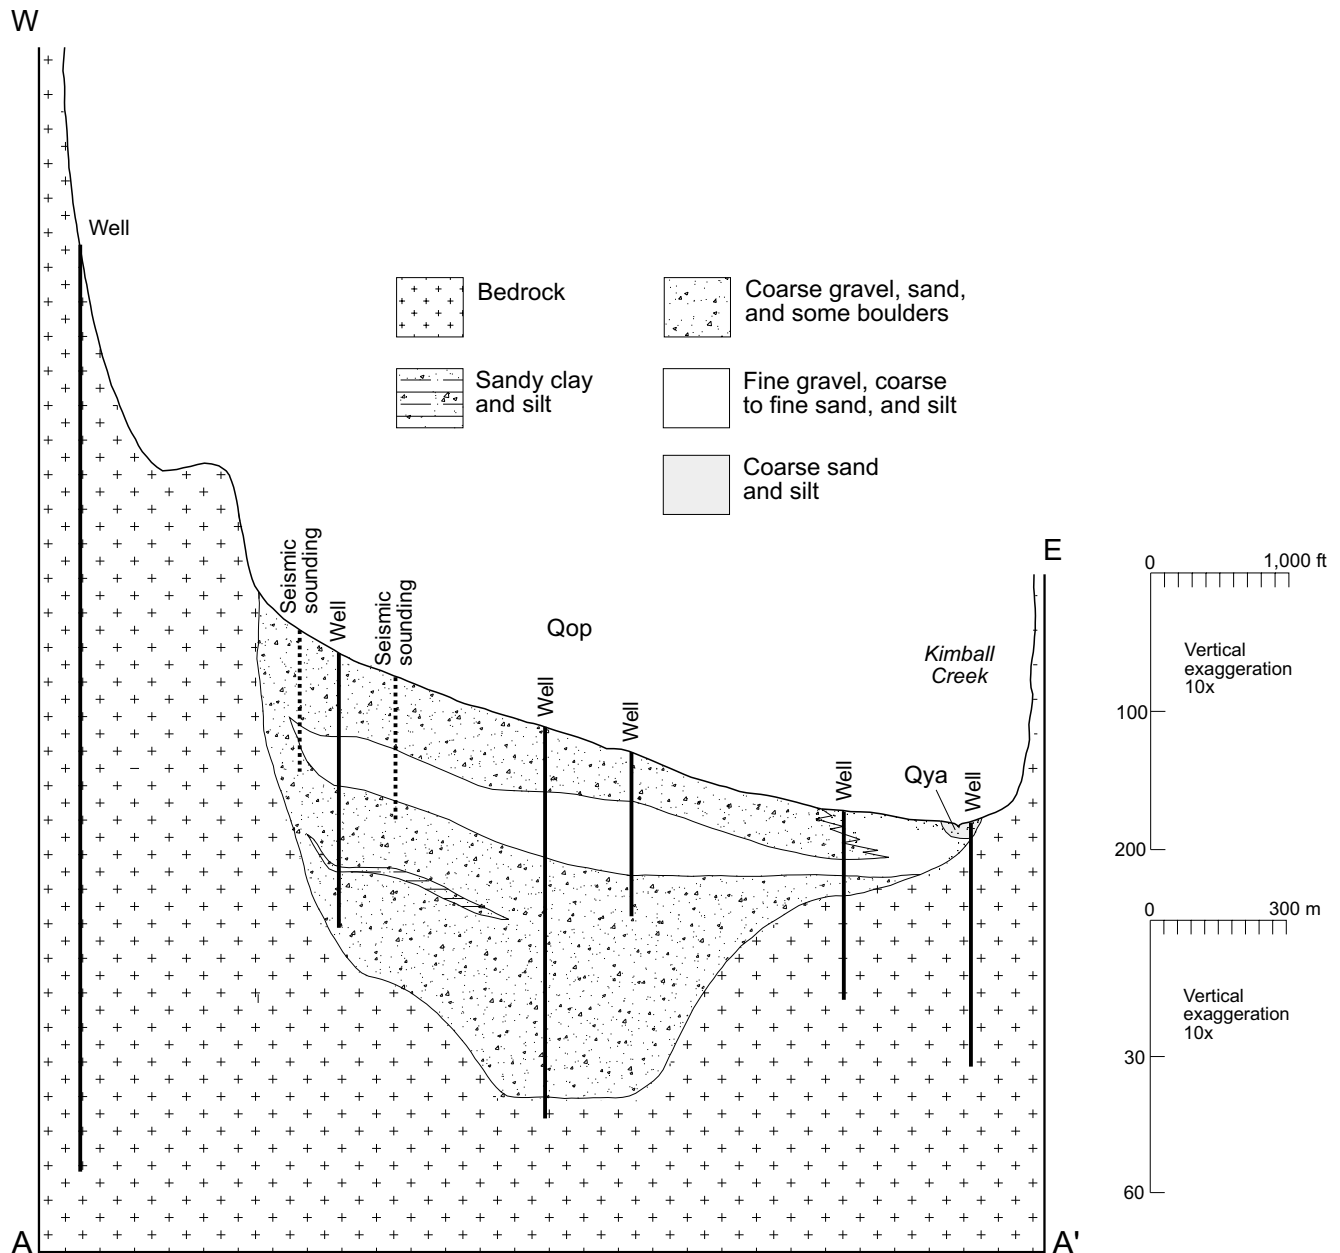 W
Well
Bedrock
Coarse gravel, sand,
and some boulders
Sandy clay
and silt
Fine gravel, coarse
to fine sand, and silt
Coarse sand
and silt
Seismic
sounding
Well
Seismic
sounding
Qop
Well
Well
Well
Kimball
Creek
Qya
Well
E
0
1,000 ft
Vertical
exaggeration
10x
100
200
0
300 m
Vertical
exaggeration
10x
30
60
A
A'